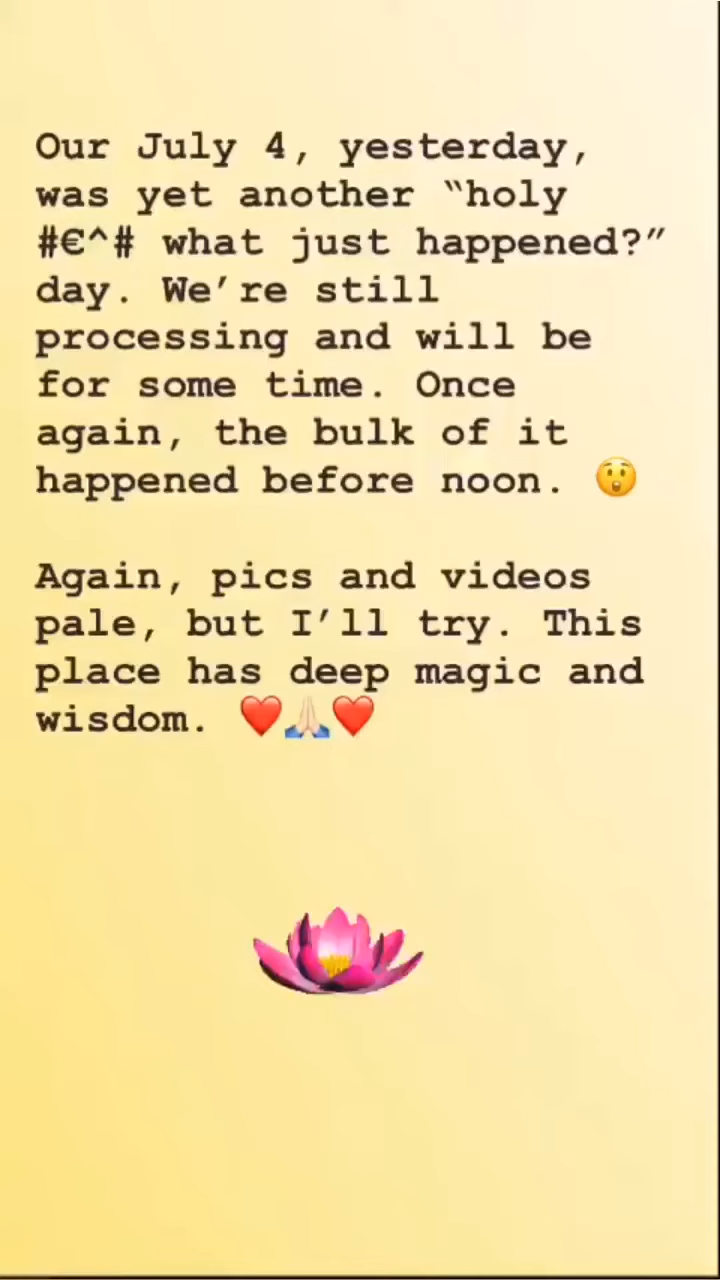 Our July 4, yesterday,
was yet another “holy
#€^# what just happened?”
day. We’re still
processing and will be
for some time. Once
again, the bulk of it
happened before noon. 😲
Again, pics and videos
pale, but I’ll try. This
place has deep magic and
wisdom. ❤️🙏🏻❤️